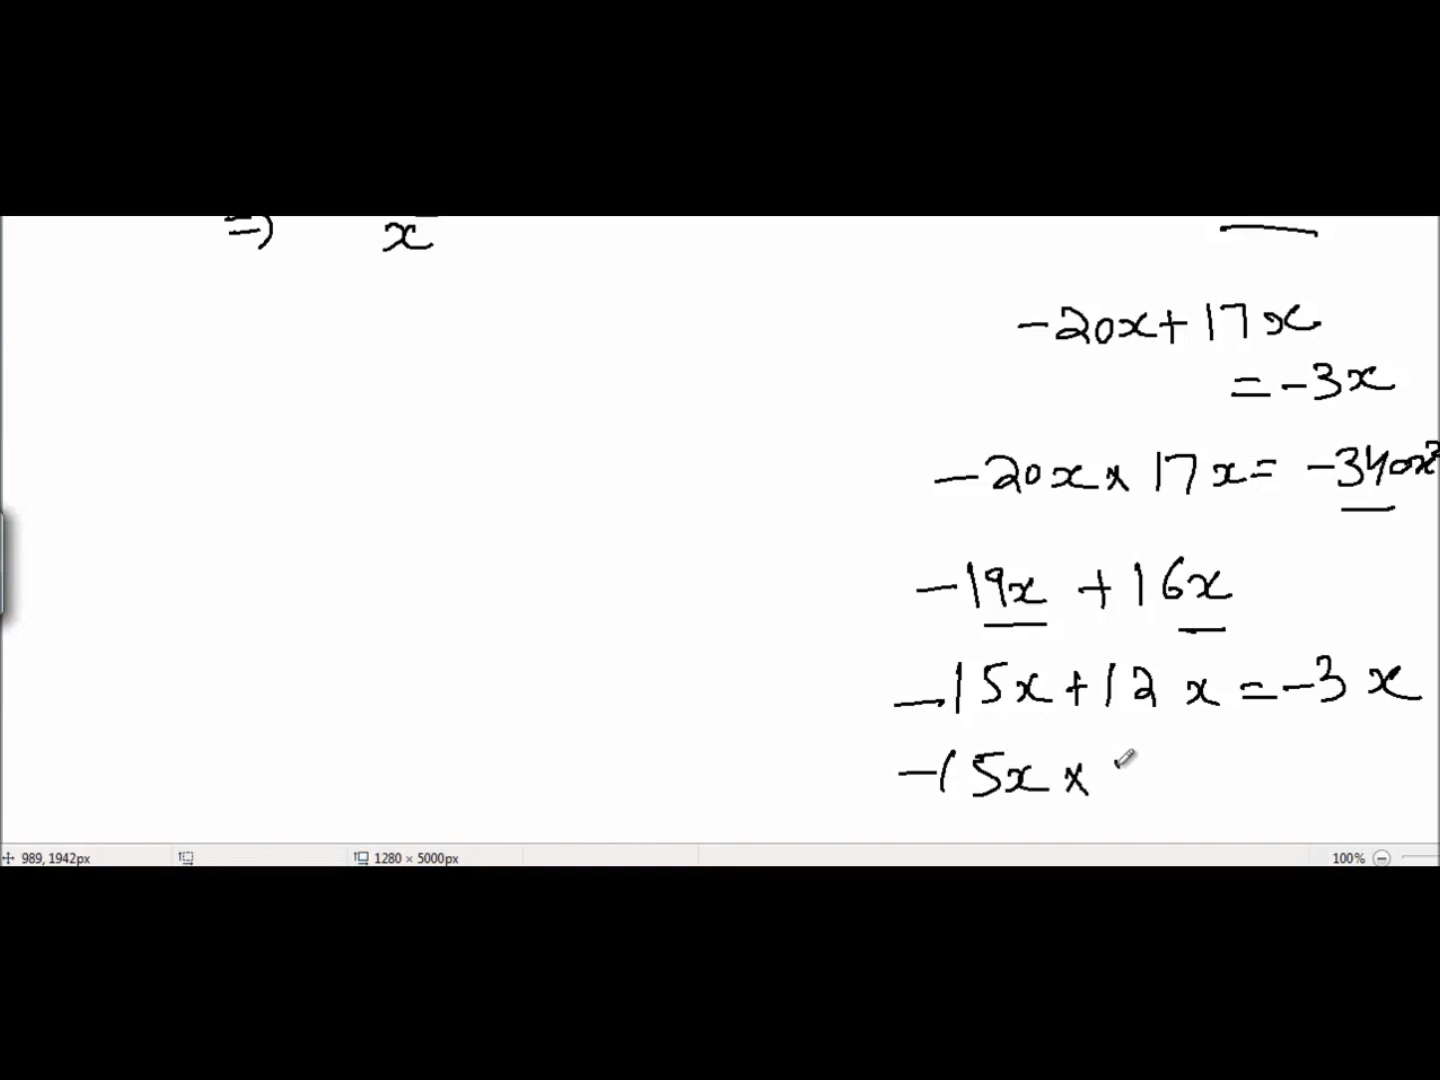 ⇒ x
-20x+17x
=-3x
-20x×17x=-340x²
-19x+16x
-15x+12x=-3x
-15x×
989, 1942px 1280 × 5000px 100%